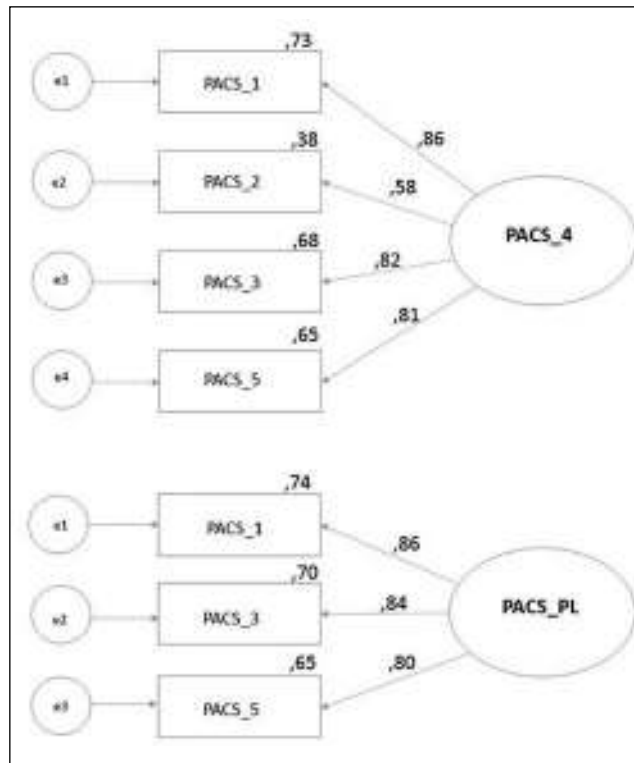 ,73
e1
PACS_1
,86
,38
e2
PACS_2
,58
PACS_4
,68
e3
PACS_3
,82
,65
e4
PACS_5
,81
,74
e1
PACS_1
,86
,70
e2
PACS_3
,84
PACS_PL
,65
e3
PACS_5
,80